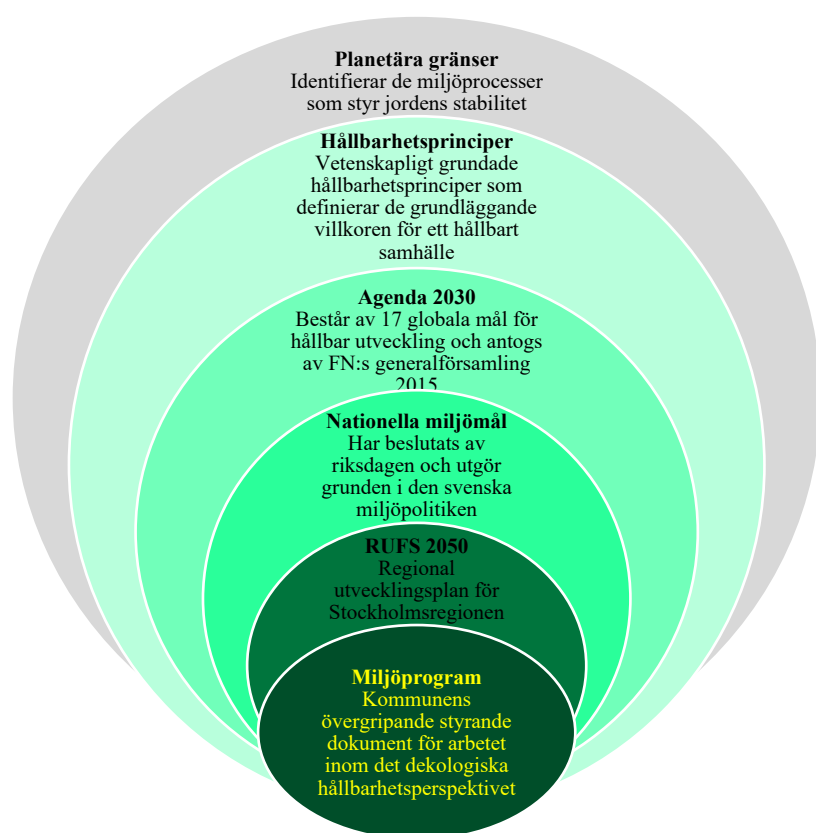 Planetära gränser
Identifierar de miljöprocesser
som styr jordens stabilitet
Hållbarhetsprinciper
Vetenskapligt grundade
hållbarhetsprinciper som
definierar de grundläggande
villkoren för ett hållbart
samhälle
Agenda 2030
Består av 17 globala mål för
hållbar utveckling och antogs
av FN:s generalförsamling
2015
Nationella miljömål
Har beslutats av
riksdagen och utgör
grunden i den svenska
miljöpolitiken
RUFS 2050
Regional
utvecklingsplan för
Stockholmsregionen
Miljöprogram
Kommunens
övergripande styrande
dokument för arbetet
inom det dekologiska
hållbarhetsperspektivet